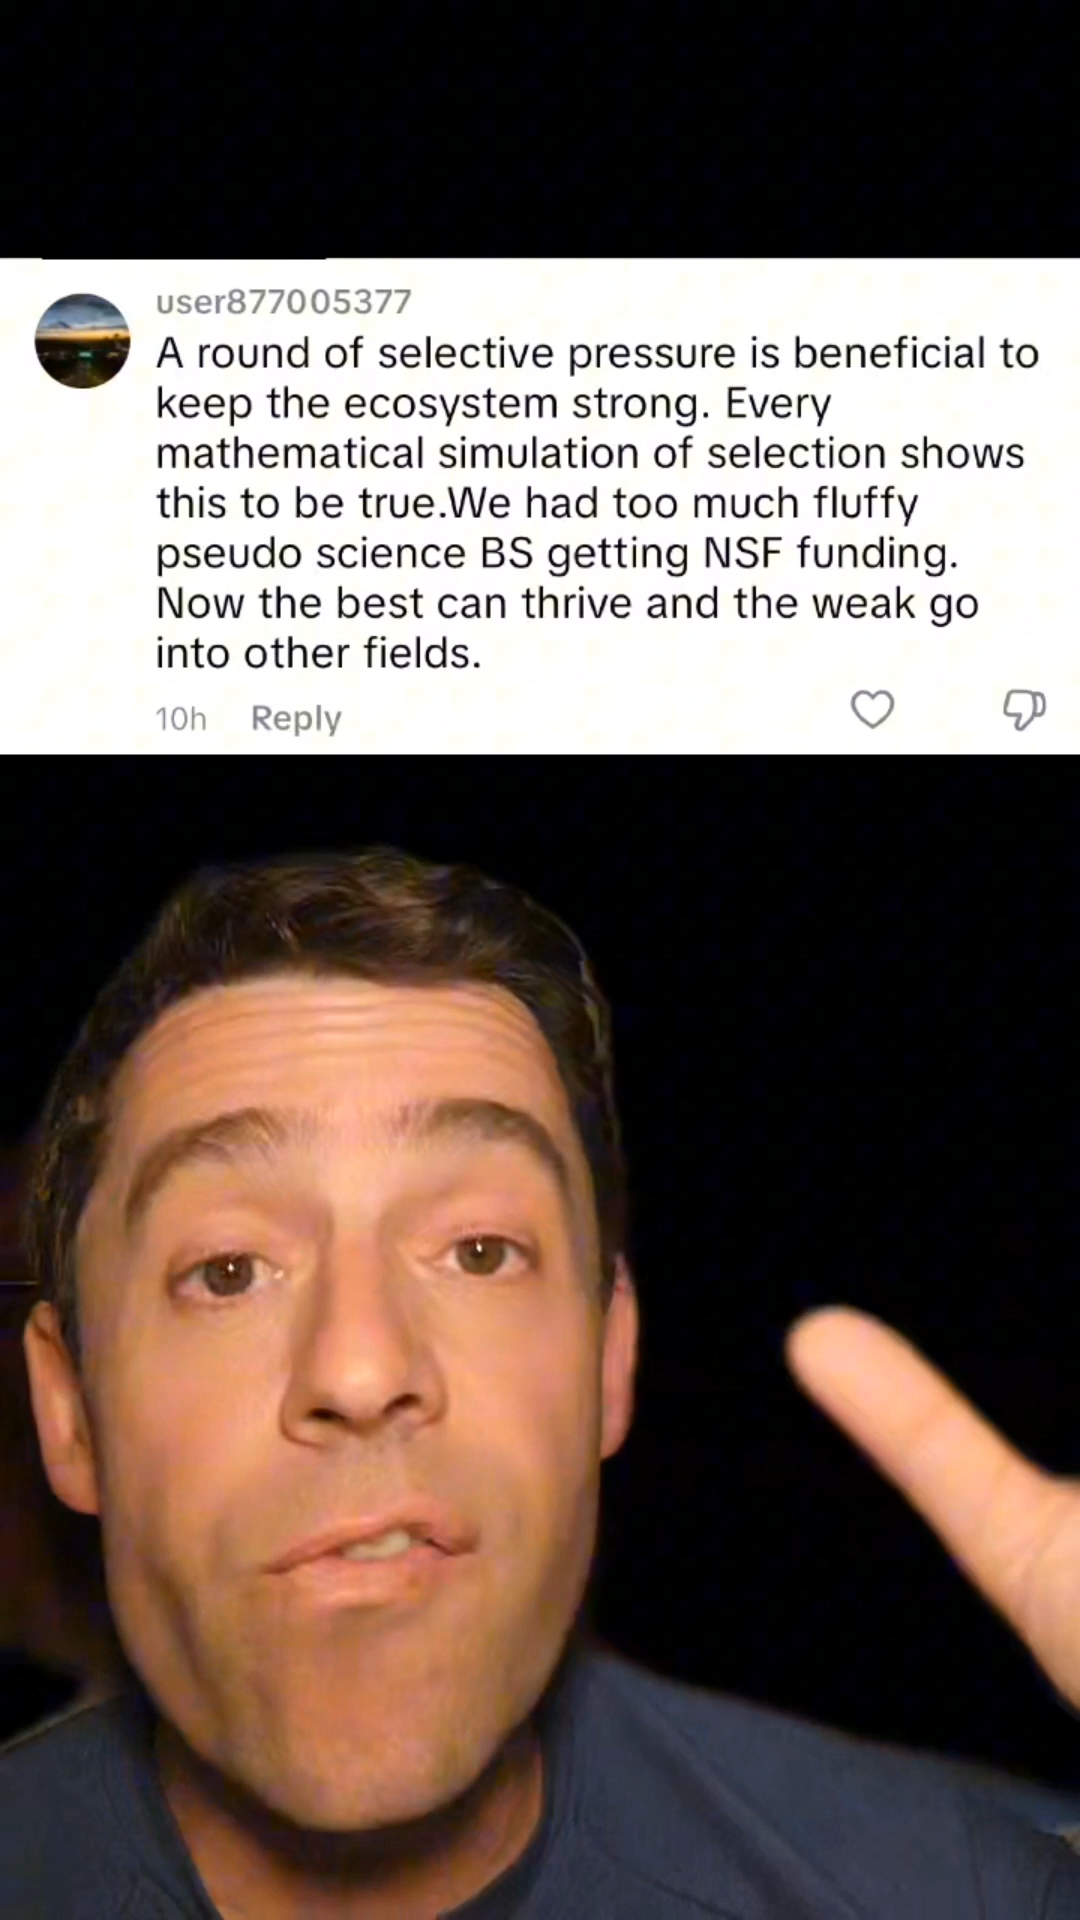 user877005377
A round of selective pressure is beneficial to
keep the ecosystem strong. Every
mathematical simulation of selection shows
this to be true.We had too much fluffy
pseudo science BS getting NSF funding.
Now the best can thrive and the weak go
into other fields.
10h Reply